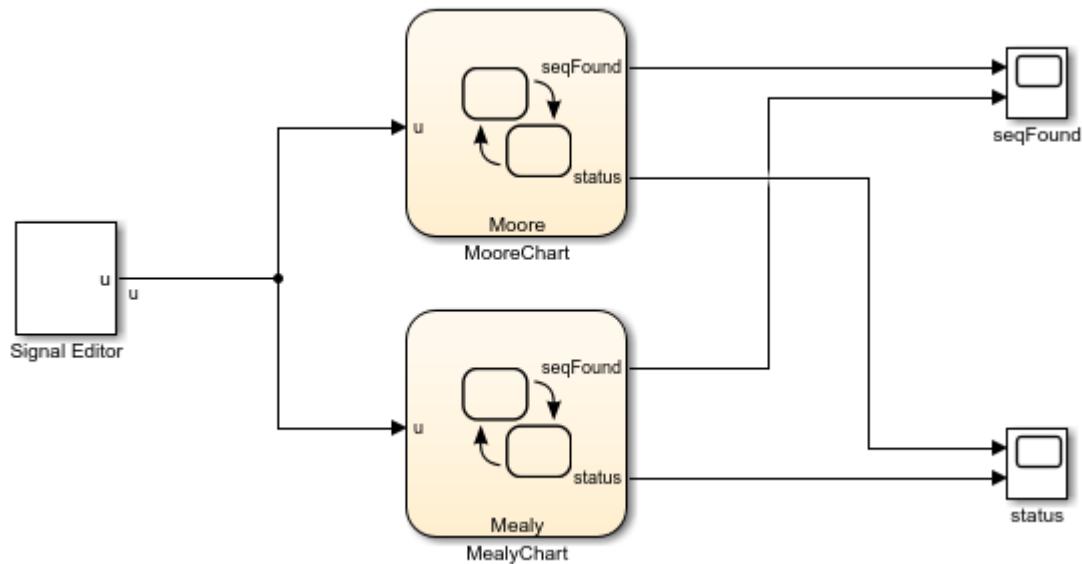 seqFound
u
status
Moore
MooreChart
seqFound
u
u
Signal Editor
seqFound
u
status
Mealy
MealyChart
status